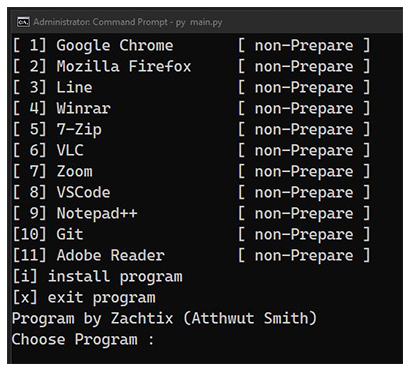 Administrator: Command Prompt - py main.py
[ 1] Google Chrome [ non-Prepare ]
[ 2] Mozilla Firefox [ non-Prepare ]
[ 3] Line [ non-Prepare ]
[ 4] Winrar [ non-Prepare ]
[ 5] 7-Zip [ non-Prepare ]
[ 6] VLC [ non-Prepare ]
[ 7] Zoom [ non-Prepare ]
[ 8] VSCode [ non-Prepare ]
[ 9] Notepad++ [ non-Prepare ]
[10] Git [ non-Prepare ]
[11] Adobe Reader [ non-Prepare ]
[i] install program
[x] exit program
Program by Zachtix (Atthwut Smith)
Choose Program :